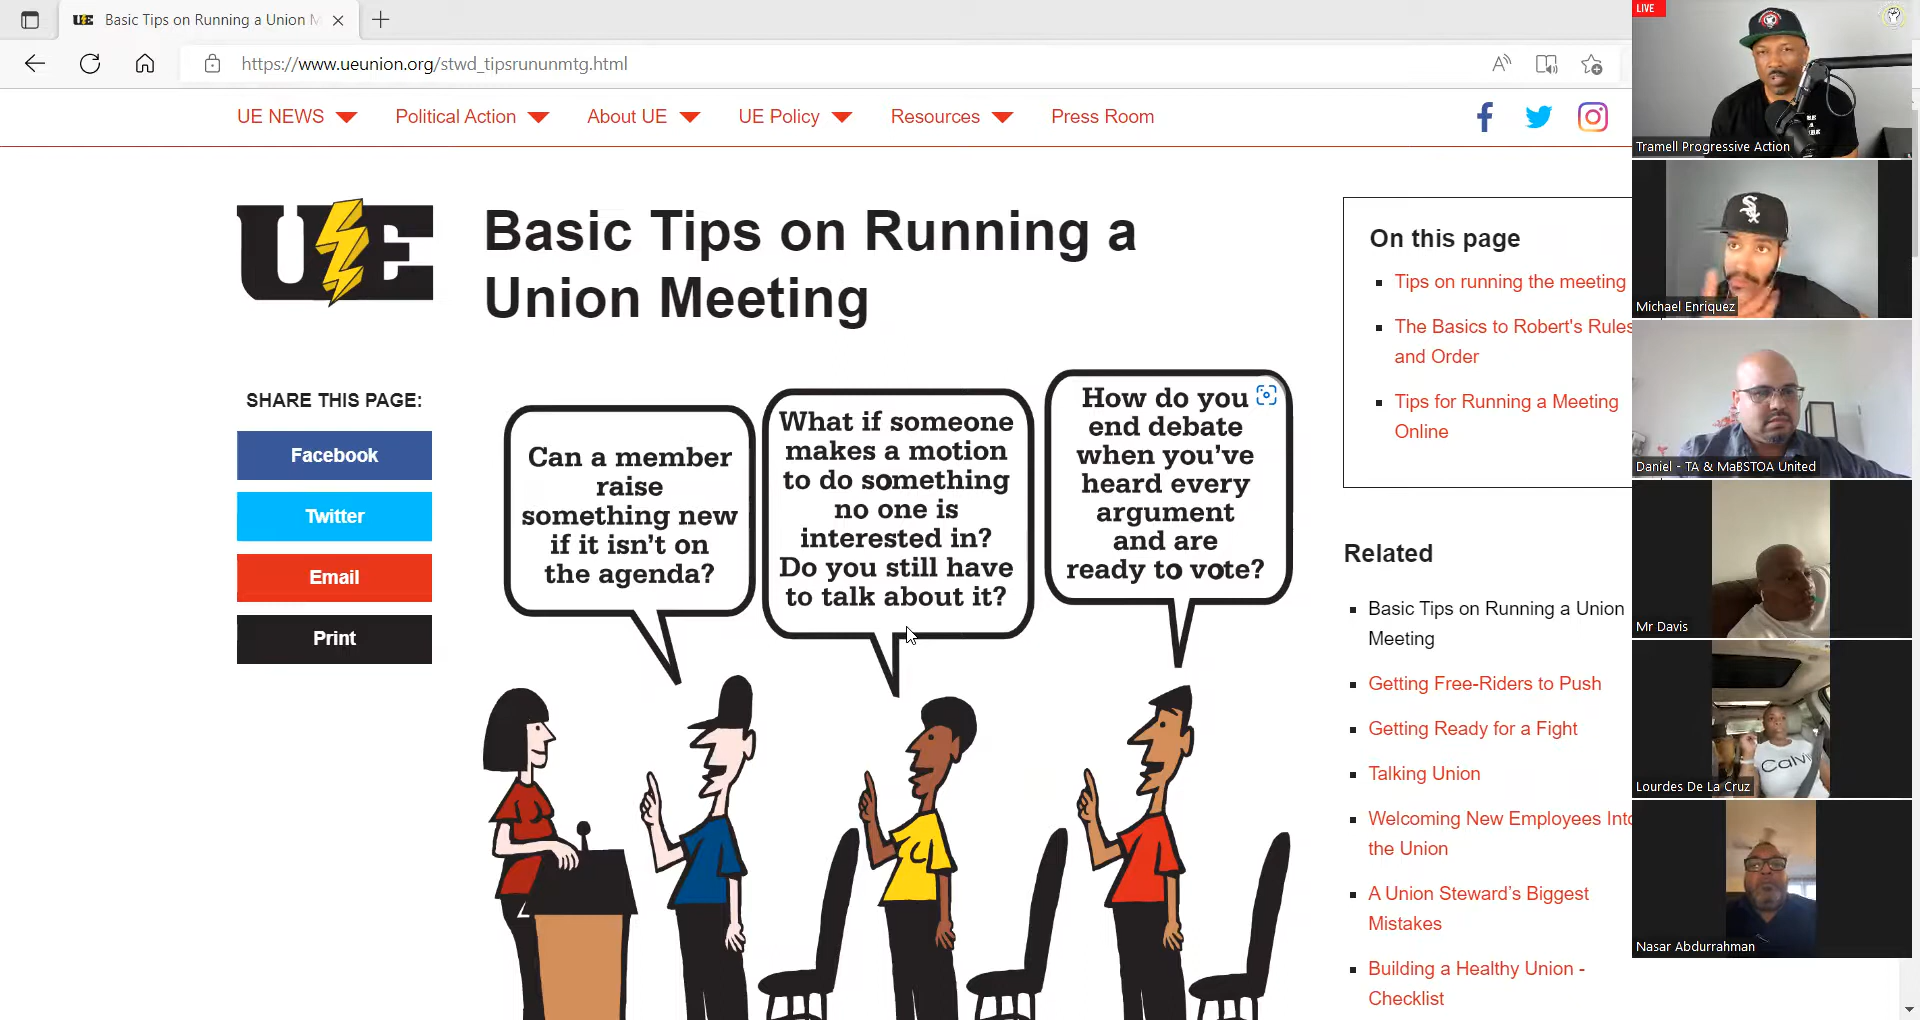 Basic Tips on Running a Union M
https://www.ueunion.org/stwd_tipsrununmtg.html
UE NEWS
Political Action
About UE
UE Policy
Resources
Press Room
UE
Basic Tips on Running a
Union Meeting
SHARE THIS PAGE:
Facebook
Twitter
Email
Print
Can a member
raise
something new
if it isn't on
the agenda?
What if someone
makes a motion
to do something
no one is
interested in?
Do you still have
to talk about it?
How do you
end debate
when you've
heard every
argument
and are
ready to vote?
On this page
Tips on running the meeting
The Basics to Robert's Rules
and Order
Tips for Running a Meeting
Online
Related
Basic Tips on Running a Union
Meeting
Getting Free-Riders to Push
Getting Ready for a Fight
Talking Union
Welcoming New Employees Into
the Union
A Union Steward's Biggest
Mistakes
Building a Healthy Union -
Checklist
LIVE
Tramell Progressive Action
Michael Enriquez
Daniel - TA & MaBSTOA United
Mr Davis
Lourdes De La Cruz
Nasar Abdurrahman